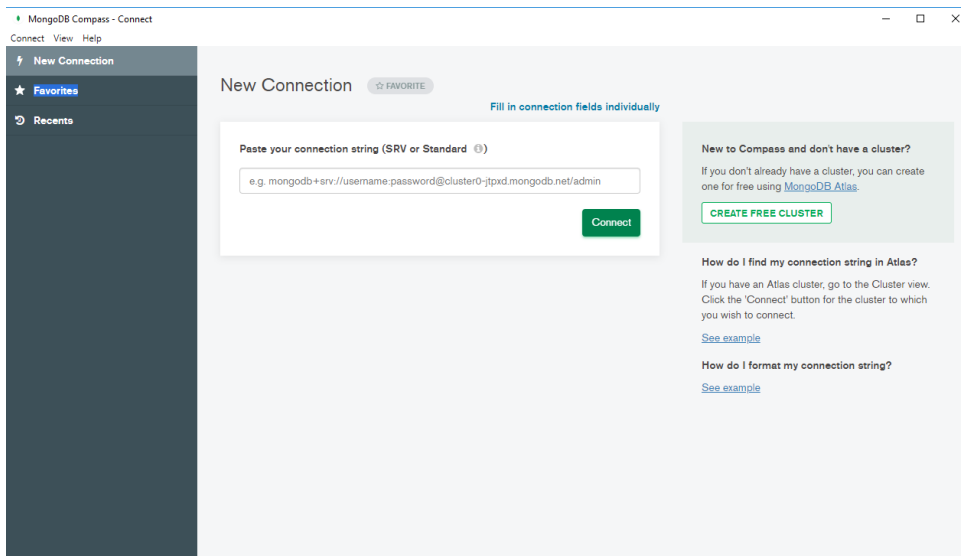 MongoDB Compass - Connect
Connect View Help
New Connection
Favorites
Recents
New Connection
FAVORITE
Fill in connection fields individually
Paste your connection string (SRV or Standard )
e.g. mongodb+srv://username:password@cluster0-jtpxd.mongodb.net/admin
Connect
New to Compass and don't have a cluster?
If you don't already have a cluster, you can create
one for free using MongoDB Atlas.
CREATE FREE CLUSTER
How do I find my connection string in Atlas?
If you have an Atlas cluster, go to the Cluster view.
Click the 'Connect' button for the cluster to which
you wish to connect.
See example
How do I format my connection string?
See example